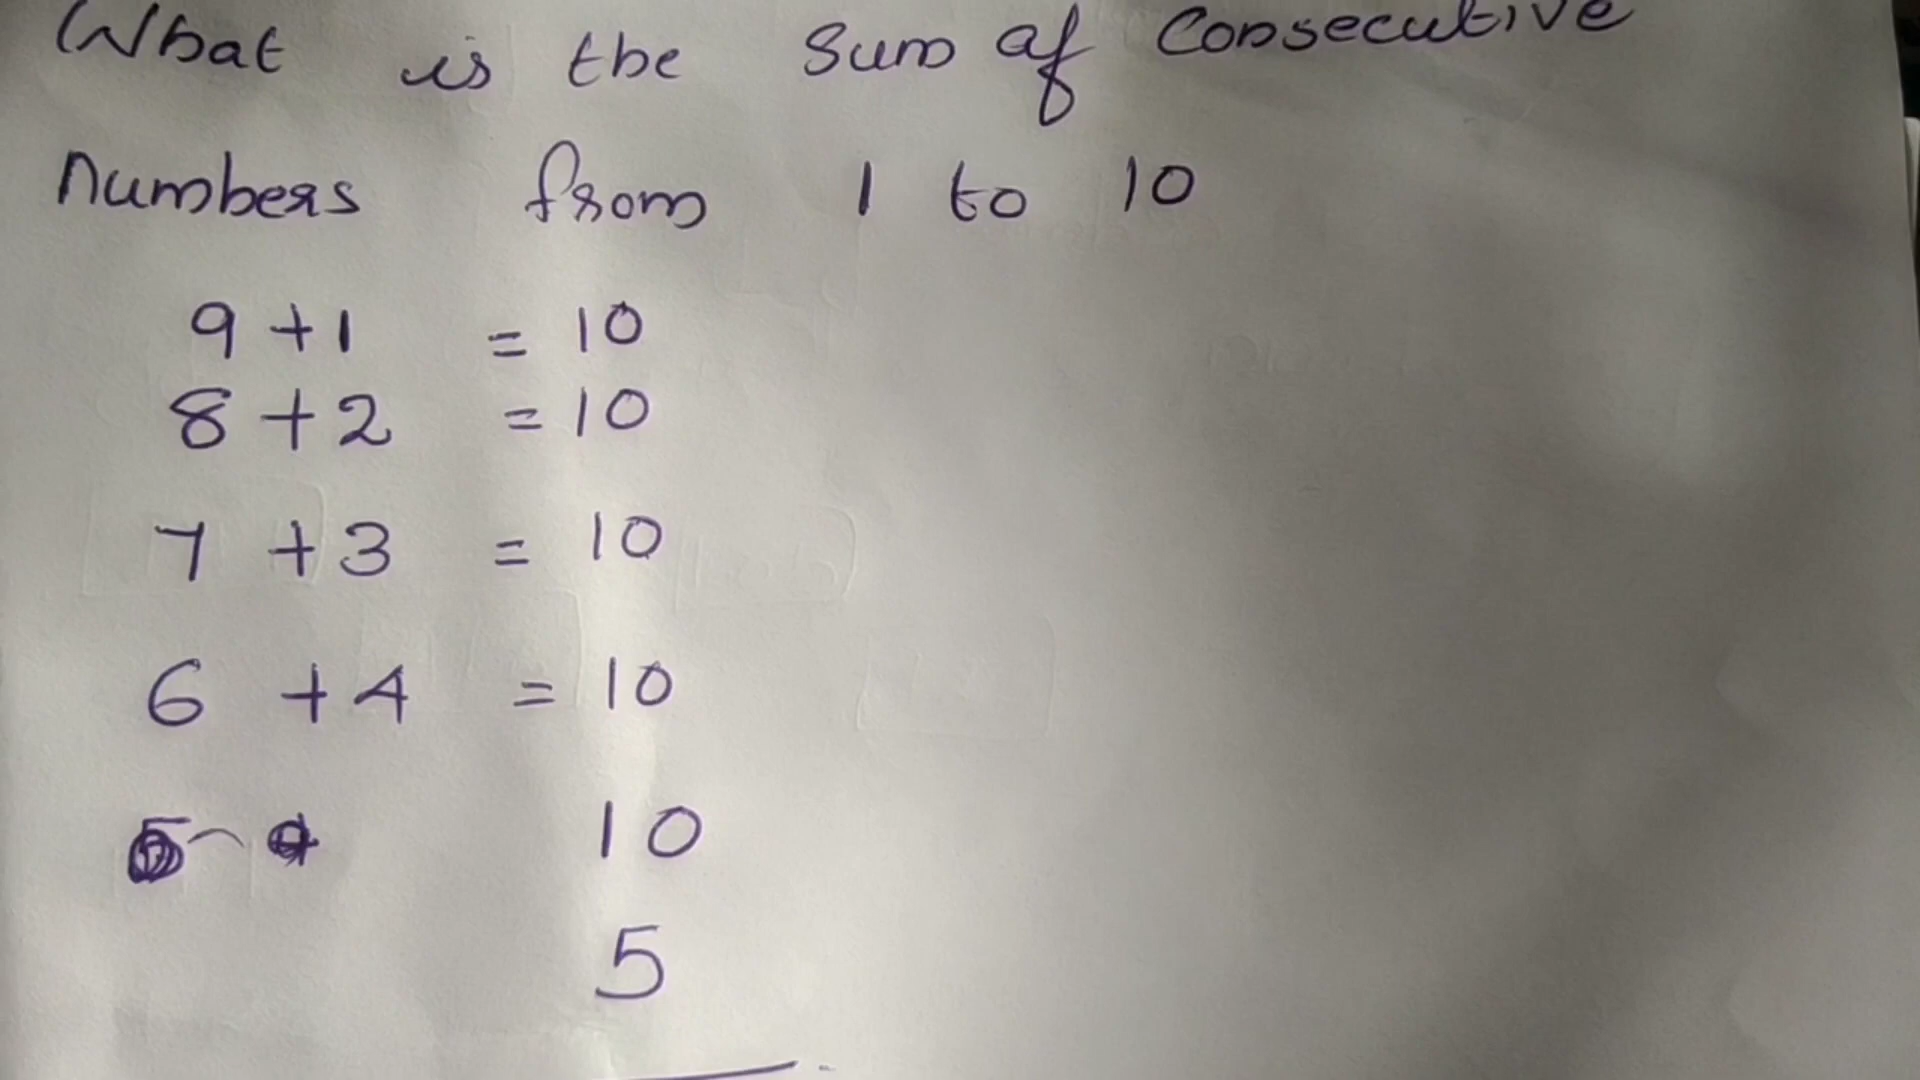 What is the Sum of Consecutive
numbers from 1 to 10
9 + 1 = 10
8 + 2 = 10
7 + 3 = 10
6 + 4 = 10
10
5